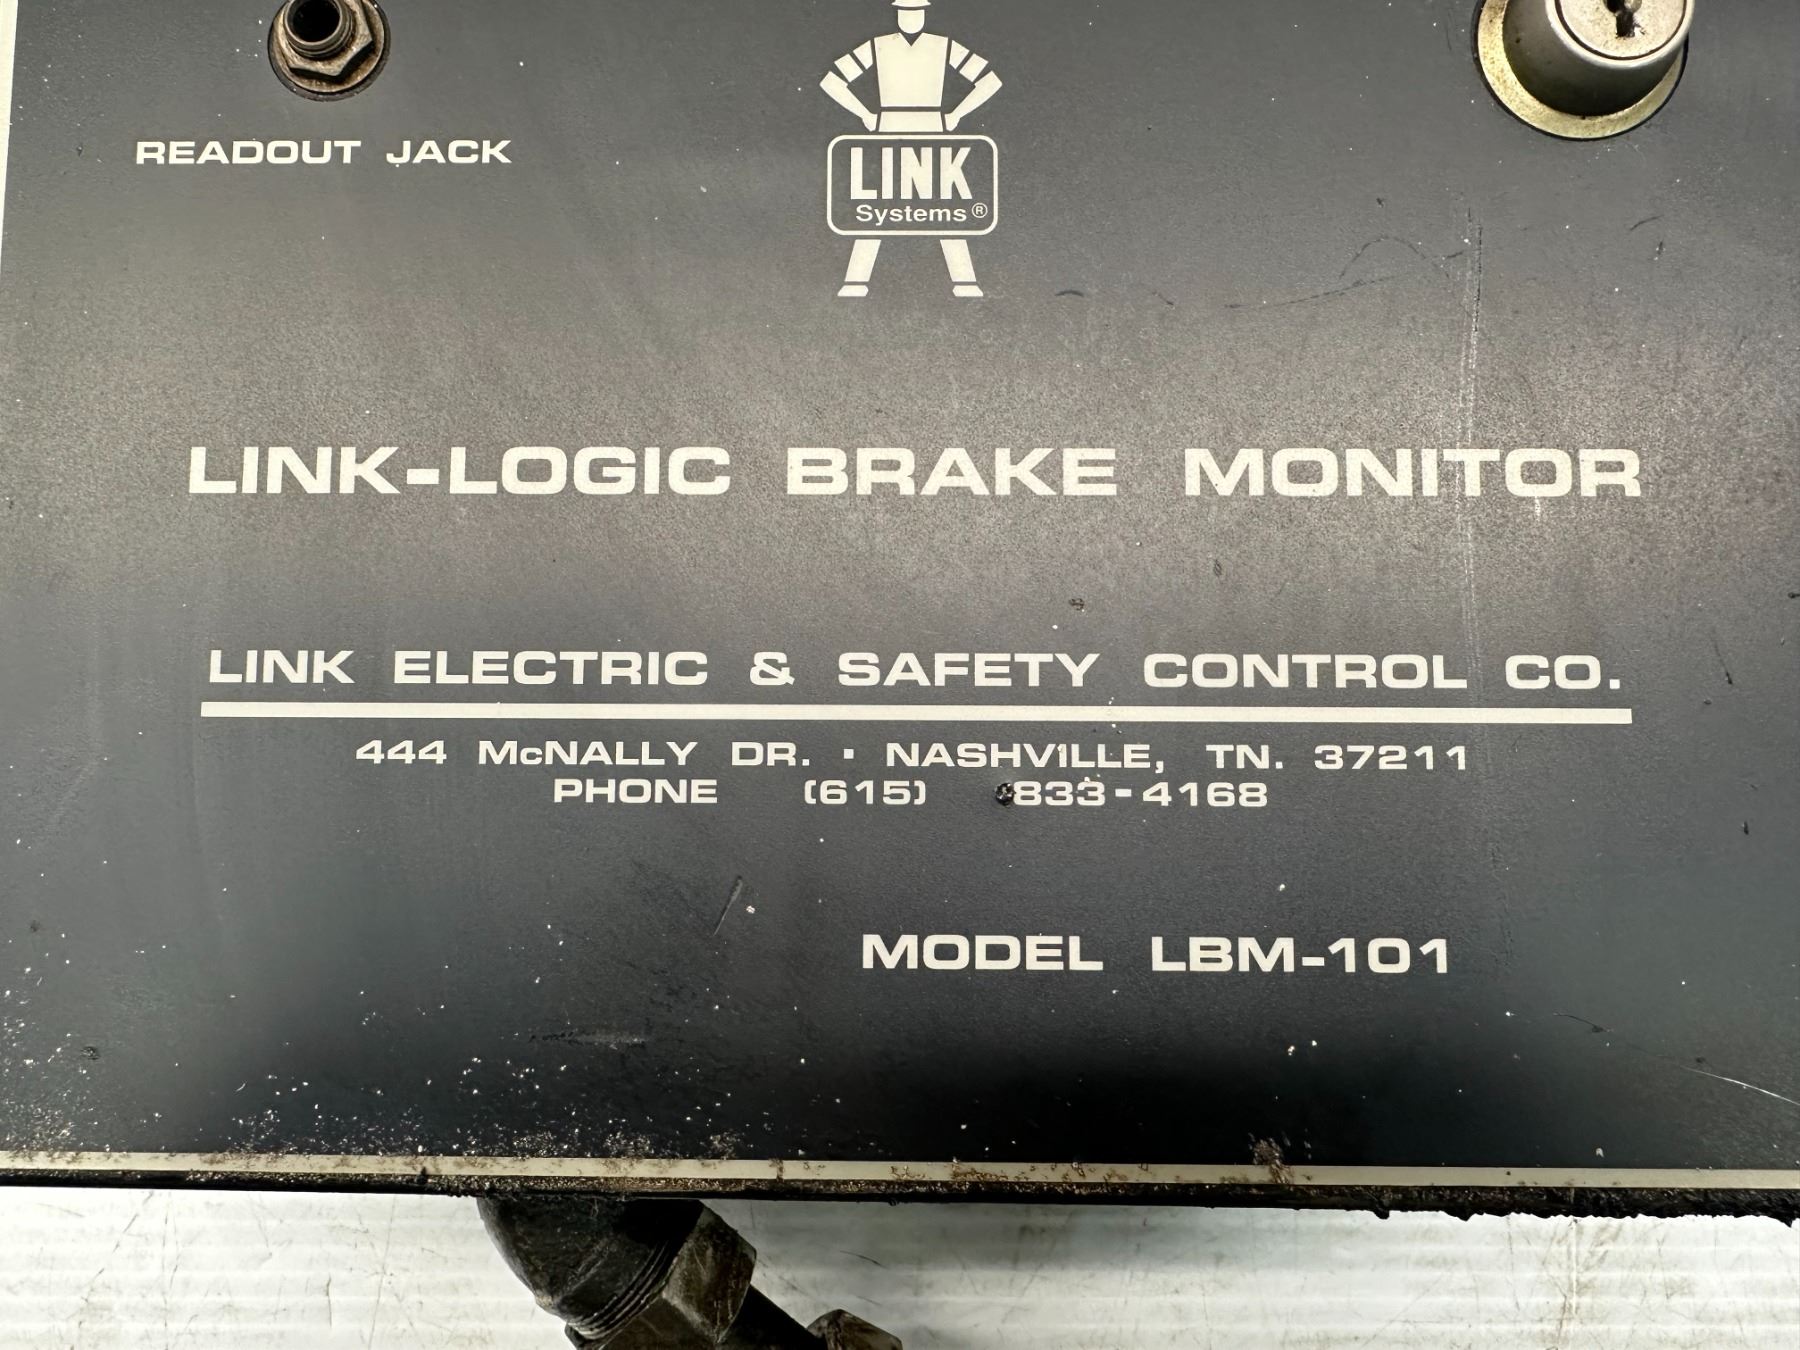 READOUT JACK
LINK
Systems®
LINK-LOGIC BRAKE MONITOR
LINK ELECTRIC & SAFETY CONTROL CO.
444 McNALLY DR. · NASHVILLE, TN. 37211
PHONE (615) 833-4168
MODEL LBM-101